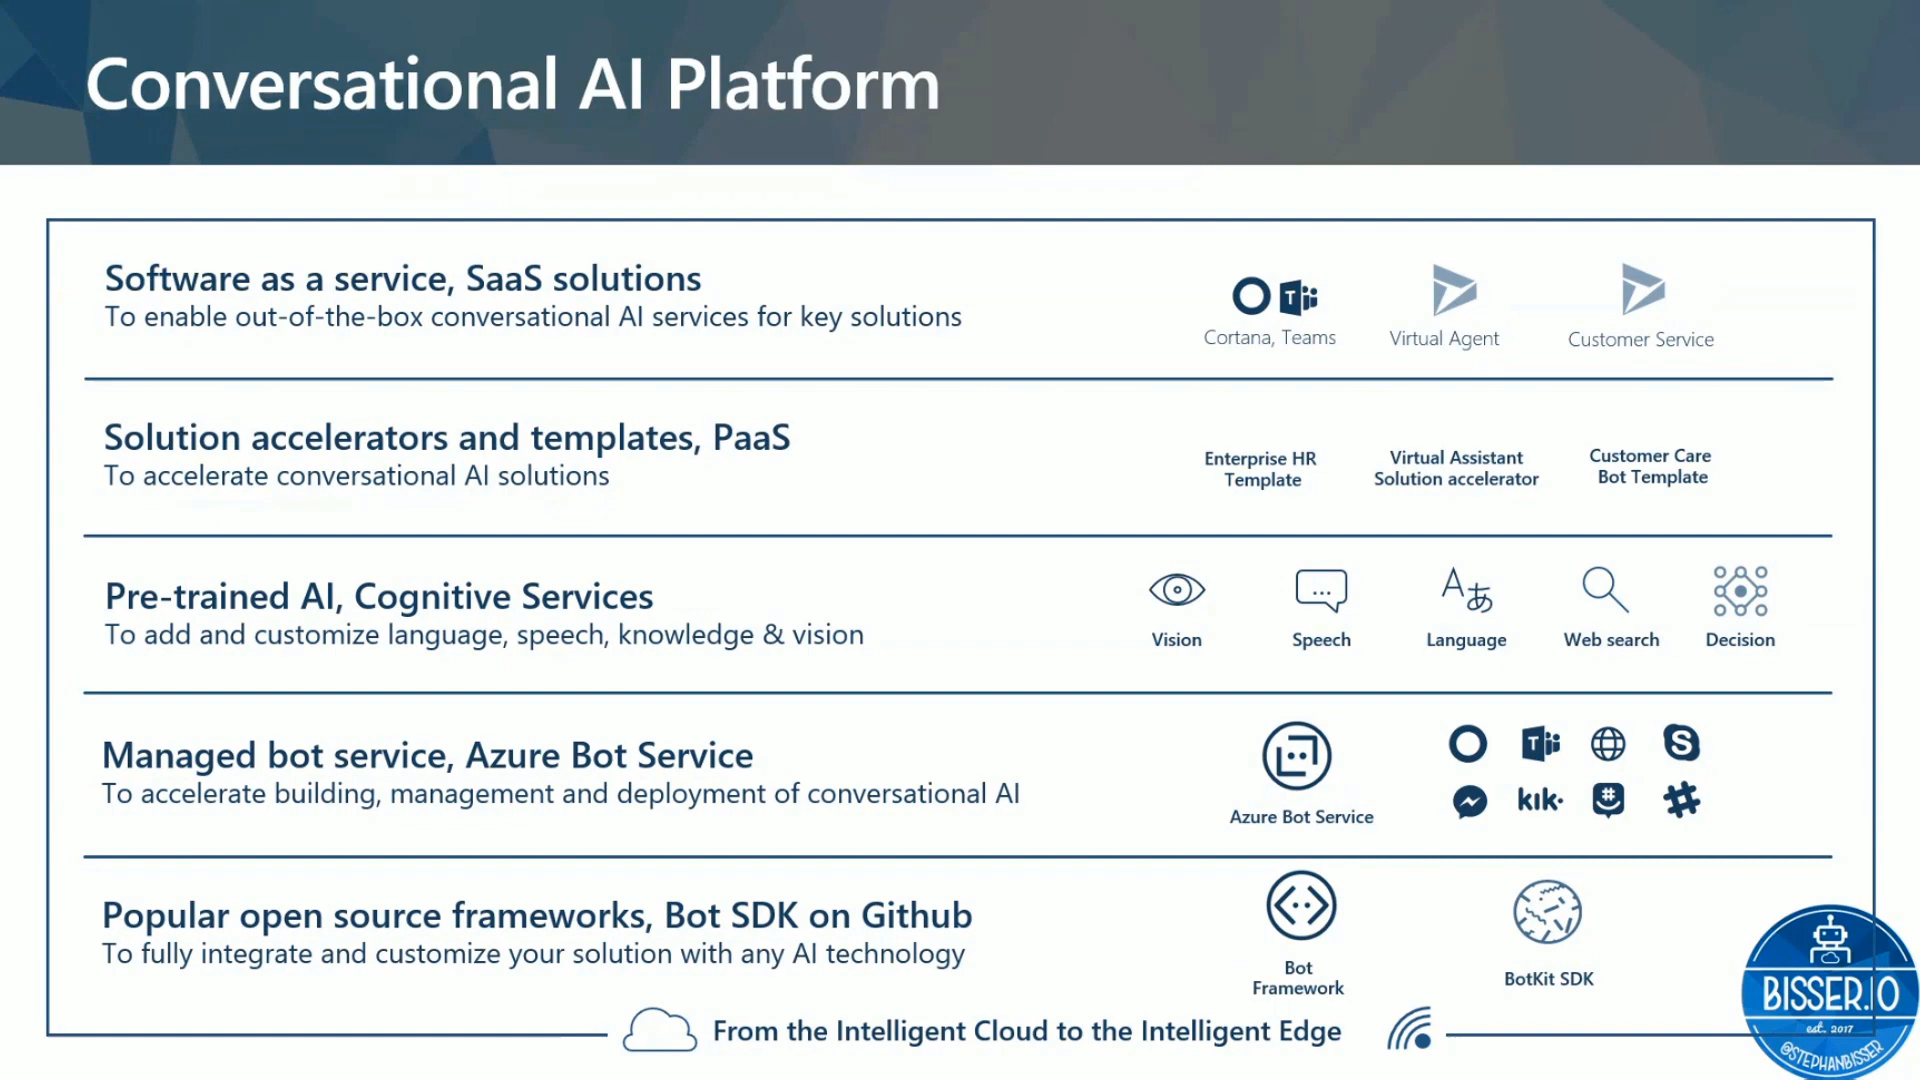 Conversational AI Platform
Software as a service, SaaS solutions
To enable out-of-the-box conversational AI services for key solutions
Cortana, Teams
Virtual Agent
Customer Service
Solution accelerators and templates, PaaS
To accelerate conversational AI solutions
Enterprise HR
Template
Virtual Assistant
Solution accelerator
Customer Care
Bot Template
Pre-trained AI, Cognitive Services
To add and customize language, speech, knowledge & vision
Vision
Speech
Language
Web search
Decision
Managed bot service, Azure Bot Service
To accelerate building, management and deployment of conversational AI
Azure Bot Service
kik·
Popular open source frameworks, Bot SDK on Github
To fully integrate and customize your solution with any AI technology
Bot
Framework
BotKit SDK
From the Intelligent Cloud to the Intelligent Edge
BISSER.IO
est. 2017
@STEPHANBISSER